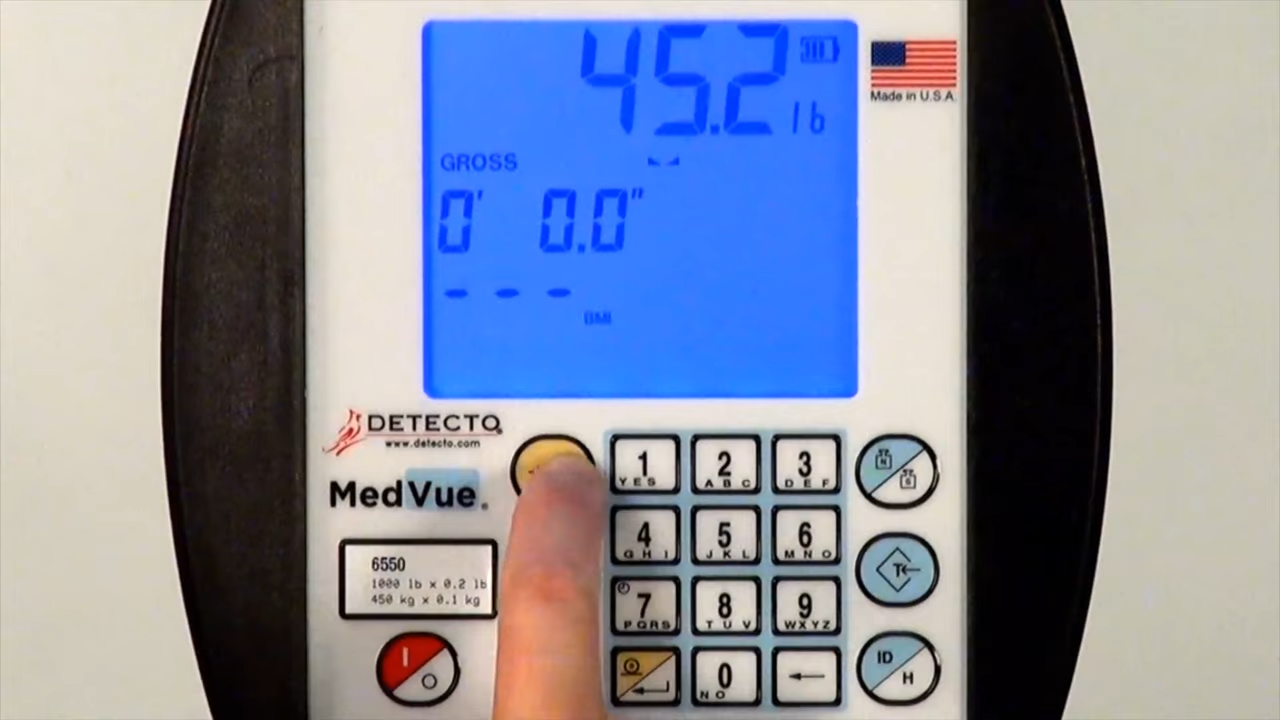 45.2 lb
GROSS
0' 0.0"
- - -
BMI
Made in U.S.A.
DETECTO®
www.detecto.com
MedVue®
6550
1000 lb x 0.2 lb
450 kg x 0.1 kg
1 YES
2 ABC
3 DEF
4 GHI
5 JKL
6 MNO
7 PQRS
8 TUV
9 WXYZ
0 NO
N
G
T
ID
H
I
O